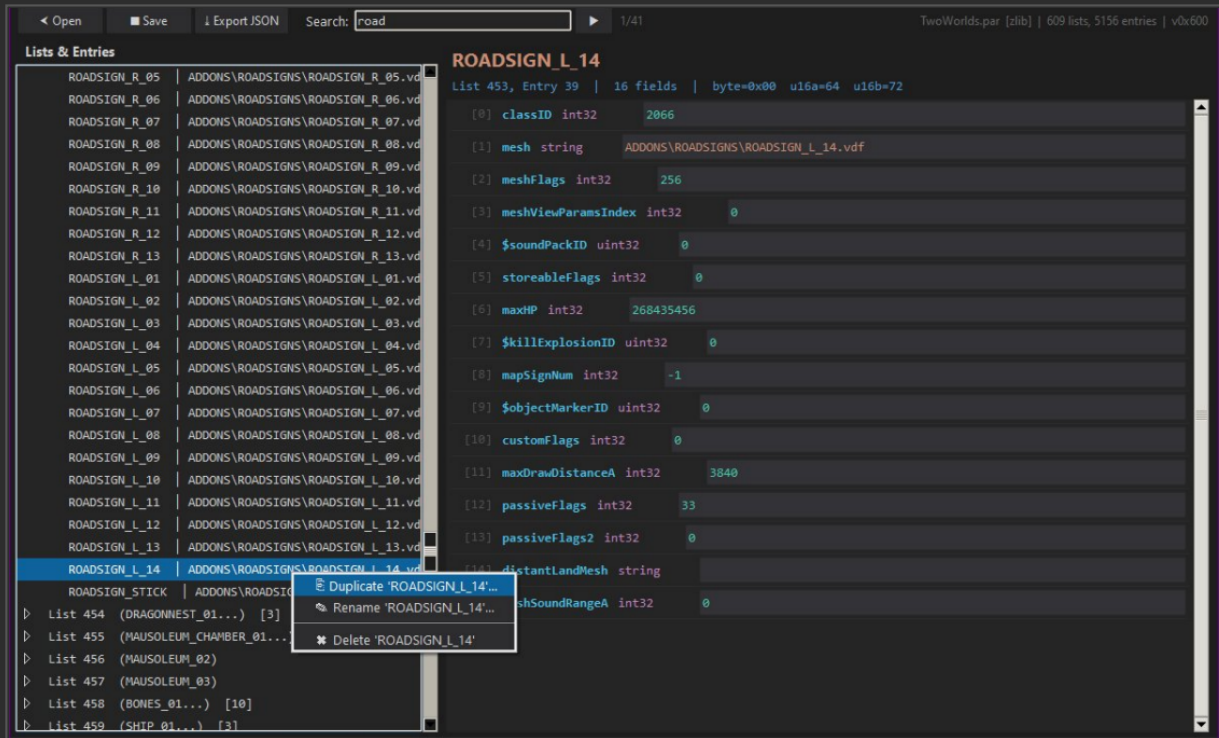 Open Save Export JSON Search: road 1/41 TwoWorlds.par [zlib] | 609 lists, 5156 entries | v0x600
Lists & Entries
ROADSIGN_R_05 | ADDONS\ROADSIGNS\ROADSIGN_R_05.vd
ROADSIGN_R_06 | ADDONS\ROADSIGNS\ROADSIGN_R_06.vd
ROADSIGN_R_07 | ADDONS\ROADSIGNS\ROADSIGN_R_07.vd
ROADSIGN_R_08 | ADDONS\ROADSIGNS\ROADSIGN_R_08.vd
ROADSIGN_R_09 | ADDONS\ROADSIGNS\ROADSIGN_R_09.vd
ROADSIGN_R_10 | ADDONS\ROADSIGNS\ROADSIGN_R_10.vd
ROADSIGN_R_11 | ADDONS\ROADSIGNS\ROADSIGN_R_11.vd
ROADSIGN_R_12 | ADDONS\ROADSIGNS\ROADSIGN_R_12.vd
ROADSIGN_R_13 | ADDONS\ROADSIGNS\ROADSIGN_R_13.vd
ROADSIGN_L_01 | ADDONS\ROADSIGNS\ROADSIGN_L_01.vd
ROADSIGN_L_02 | ADDONS\ROADSIGNS\ROADSIGN_L_02.vd
ROADSIGN_L_03 | ADDONS\ROADSIGNS\ROADSIGN_L_03.vd
ROADSIGN_L_04 | ADDONS\ROADSIGNS\ROADSIGN_L_04.vd
ROADSIGN_L_05 | ADDONS\ROADSIGNS\ROADSIGN_L_05.vd
ROADSIGN_L_06 | ADDONS\ROADSIGNS\ROADSIGN_L_06.vd
ROADSIGN_L_07 | ADDONS\ROADSIGNS\ROADSIGN_L_07.vd
ROADSIGN_L_08 | ADDONS\ROADSIGNS\ROADSIGN_L_08.vd
ROADSIGN_L_09 | ADDONS\ROADSIGNS\ROADSIGN_L_09.vd
ROADSIGN_L_10 | ADDONS\ROADSIGNS\ROADSIGN_L_10.vd
ROADSIGN_L_11 | ADDONS\ROADSIGNS\ROADSIGN_L_11.vd
ROADSIGN_L_12 | ADDONS\ROADSIGNS\ROADSIGN_L_12.vd
ROADSIGN_L_13 | ADDONS\ROADSIGNS\ROADSIGN_L_13.vd
ROADSIGN_L_14 | ADDONS\ROADSIGNS\ROADSIGN_L_14.vd
ROADSIGN_STICK | ADDONS\ROADSIG
List 454 (DRAGONNEST_01...) [3]
List 455 (MAUSOLEUM_CHAMBER_01...)
List 456 (MAUSOLEUM_02)
List 457 (MAUSOLEUM_03)
List 458 (BONES_01...) [10]
List 459 (SHIP_01...) [3]
Duplicate 'ROADSIGN_L_14'...
Rename 'ROADSIGN_L_14'...
Delete 'ROADSIGN_L_14'
ROADSIGN_L_14
List 453, Entry 39 | 16 fields | byte=0x00 u16a=64 u16b=72
[0] classID int32 2066
[1] mesh string ADDONS\ROADSIGNS\ROADSIGN_L_14.vdf
[2] meshFlags int32 256
[3] meshViewParamsIndex int32 0
[4] $soundPackID uint32 0
[5] storeableFlags int32 0
[6] maxHP int32 268435456
[7] $killExplosionID uint32 0
[8] mapSignNum int32 -1
[9] $objectMarkerID uint32 0
[10] customFlags int32 0
[11] maxDrawDistanceA int32 3840
[12] passiveFlags int32 33
[13] passiveFlags2 int32 0
[14] distantLandMesh string
shSoundRangeA int32 0